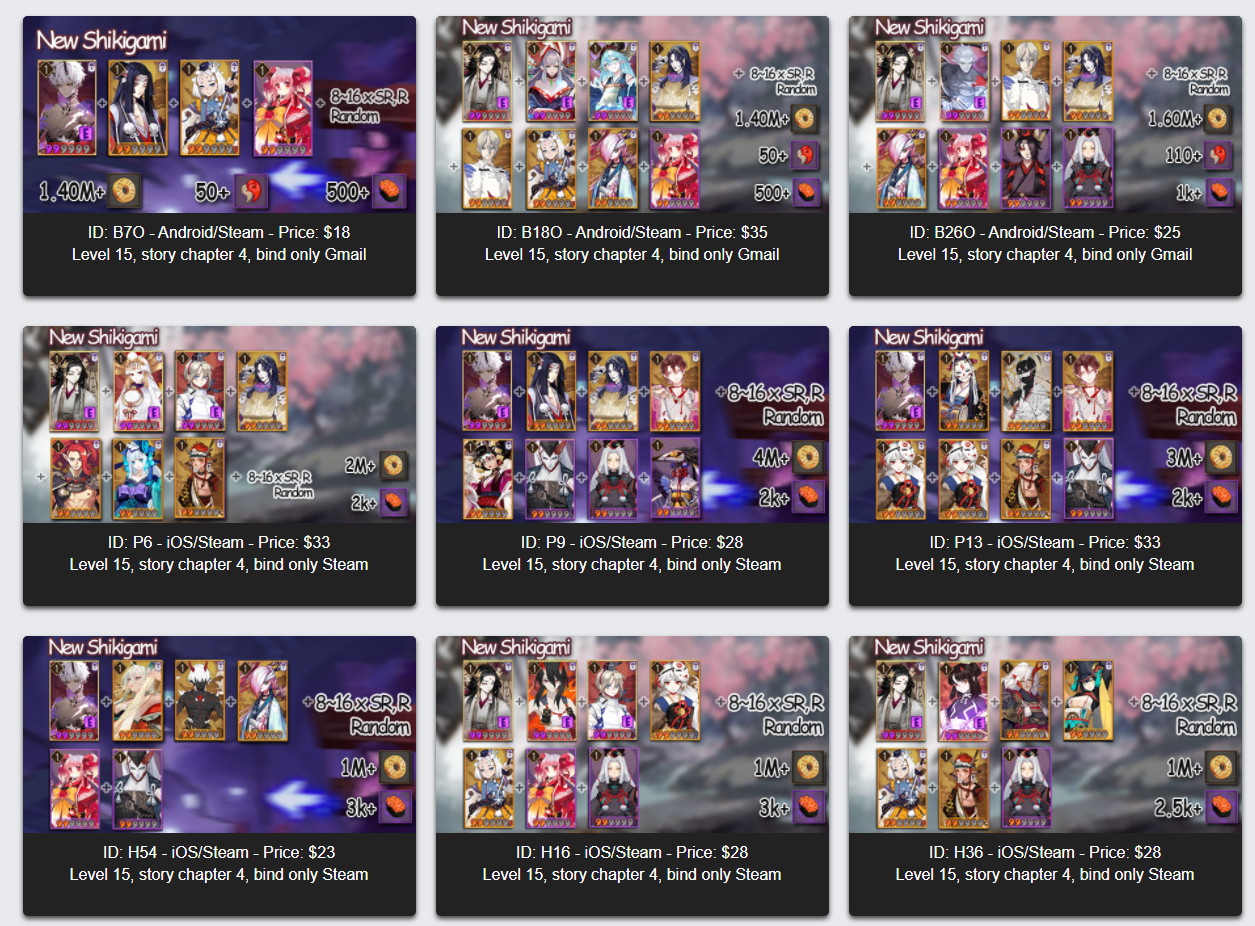 New Shikigami
8~16 x SR, R
Random
1.40M+
50+
500+
ID: B7O - Android/Steam - Price: $18
Level 15, story chapter 4, bind only Gmail
New Shikigami
8~16 x SR, R
Random
1.40M+
50+
500+
ID: B18O - Android/Steam - Price: $35
Level 15, story chapter 4, bind only Gmail
New Shikigami
8~16 x SR, R
Random
1.60M+
110+
1k+
ID: B26O - Android/Steam - Price: $25
Level 15, story chapter 4, bind only Gmail
New Shikigami
8~16 x SR, R
Random
2M+
2k+
ID: P6 - iOS/Steam - Price: $33
Level 15, story chapter 4, bind only Steam
New Shikigami
+8~16 x SR, R
Random
4M+
2k+
ID: P9 - iOS/Steam - Price: $28
Level 15, story chapter 4, bind only Steam
New Shikigami
+8~16 x SR, R
Random
3M+
2k+
ID: P13 - iOS/Steam - Price: $33
Level 15, story chapter 4, bind only Steam
New Shikigami
+8~16 x SR, R
Random
1M+
3k+
ID: H54 - iOS/Steam - Price: $23
Level 15, story chapter 4, bind only Steam
New Shikigami
+8~16 x SR, R
Random
1M+
3k+
ID: H16 - iOS/Steam - Price: $28
Level 15, story chapter 4, bind only Steam
New Shikigami
+8~16 x SR, R
Random
1M+
2.5k+
ID: H36 - iOS/Steam - Price: $28
Level 15, story chapter 4, bind only Steam